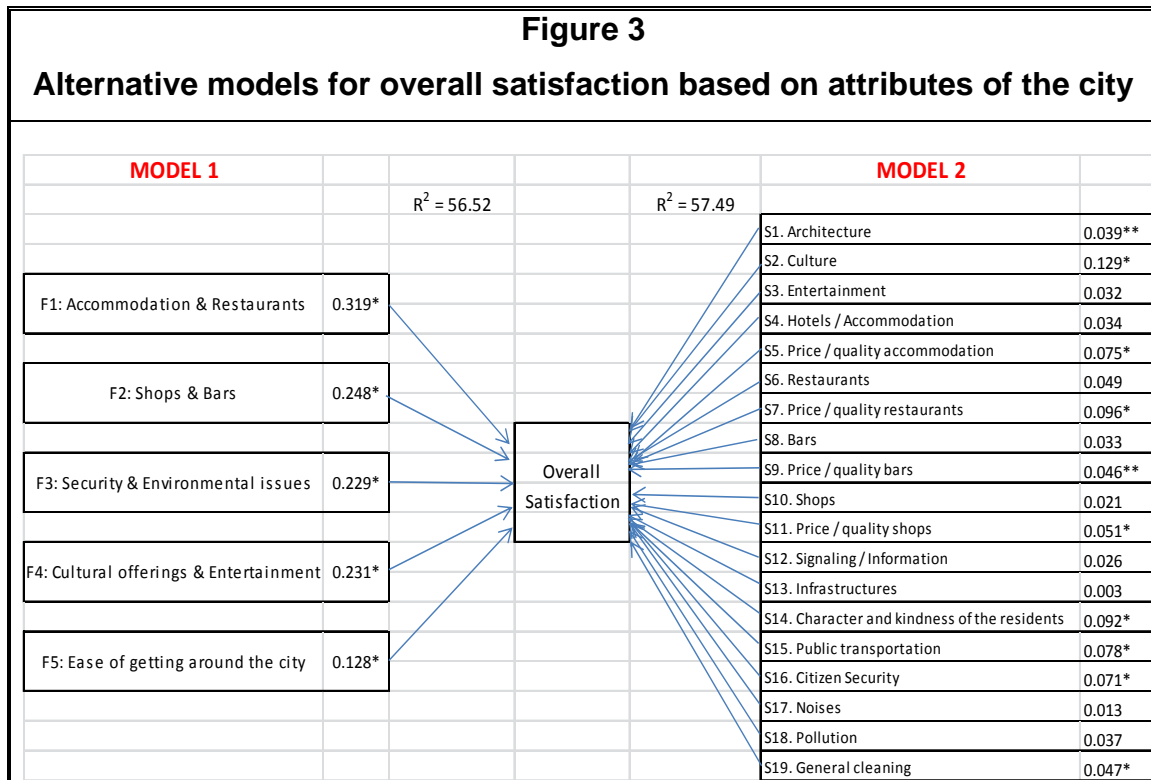 Figure 3
Alternative models for overall satisfaction based on attributes of the city
MODEL 1
R² = 56.52
F1: Accommodation & Restaurants 0.319*
F2: Shops & Bars 0.248*
F3: Security & Environmental issues 0.229*
F4: Cultural offerings & Entertainment 0.231*
F5: Ease of getting around the city 0.128*
Overall
Satisfaction
MODEL 2
R² = 57.49
S1. Architecture 0.039**
S2. Culture 0.129*
S3. Entertainment 0.032
S4. Hotels / Accommodation 0.034
S5. Price / quality accommodation 0.075*
S6. Restaurants 0.049
S7. Price / quality restaurants 0.096*
S8. Bars 0.033
S9. Price / quality bars 0.046**
S10. Shops 0.021
S11. Price / quality shops 0.051*
S12. Signaling / Information 0.026
S13. Infrastructures 0.003
S14. Character and kindness of the residents 0.092*
S15. Public transportation 0.078*
S16. Citizen Security 0.071*
S17. Noises 0.013
S18. Pollution 0.037
S19. General cleaning 0.047*